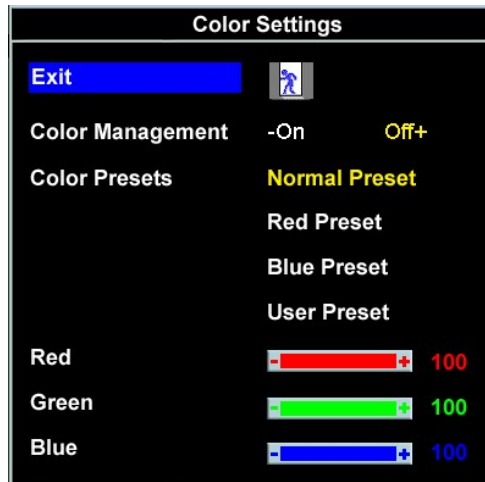 Color Settings
Exit
Color Management -On Off+
Color Presets Normal Preset
Red Preset
Blue Preset
User Preset
Red - + 100
Green - + 100
Blue - + 100